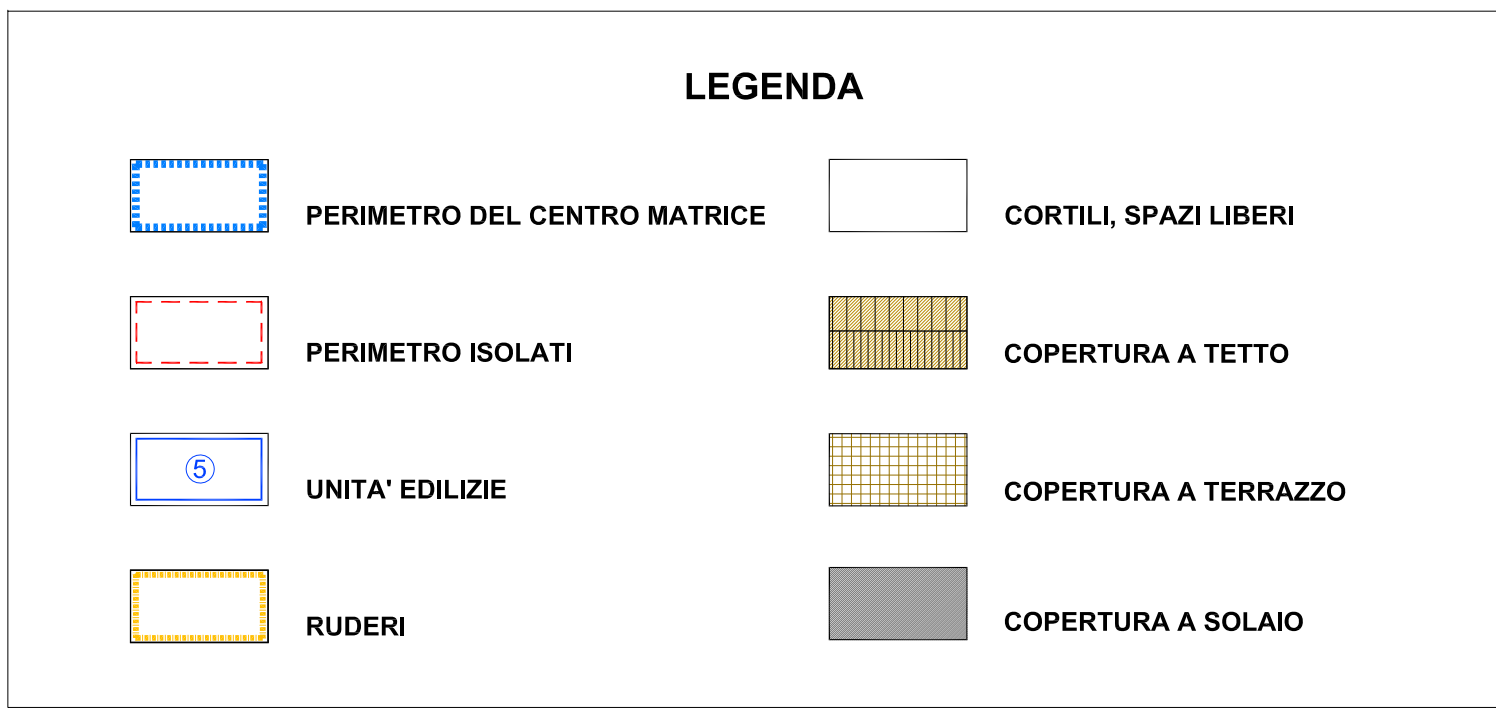 LEGENDA
PERIMETRO DEL CENTRO MATRICE
CORTILI, SPAZI LIBERI
PERIMETRO ISOLATI
COPERTURA A TETTO
5
UNITA' EDILIZIE
COPERTURA A TERRAZZO
RUDERI
COPERTURA A SOLAIO